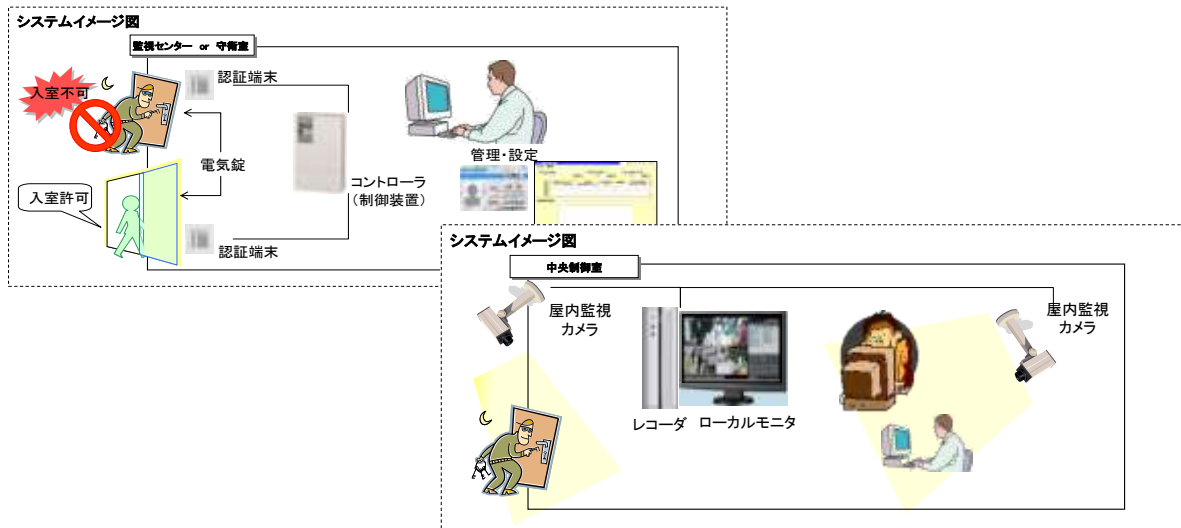 システムイメージ図
監視センター or 守衛室
入室不可
認証端末
電気錠
入室許可
認証端末
コントローラ
(制御装置)
管理・設定
システムイメージ図
中央制御室
屋内監視
カメラ
レコーダ
ローカルモニタ
屋内監視
カメラ